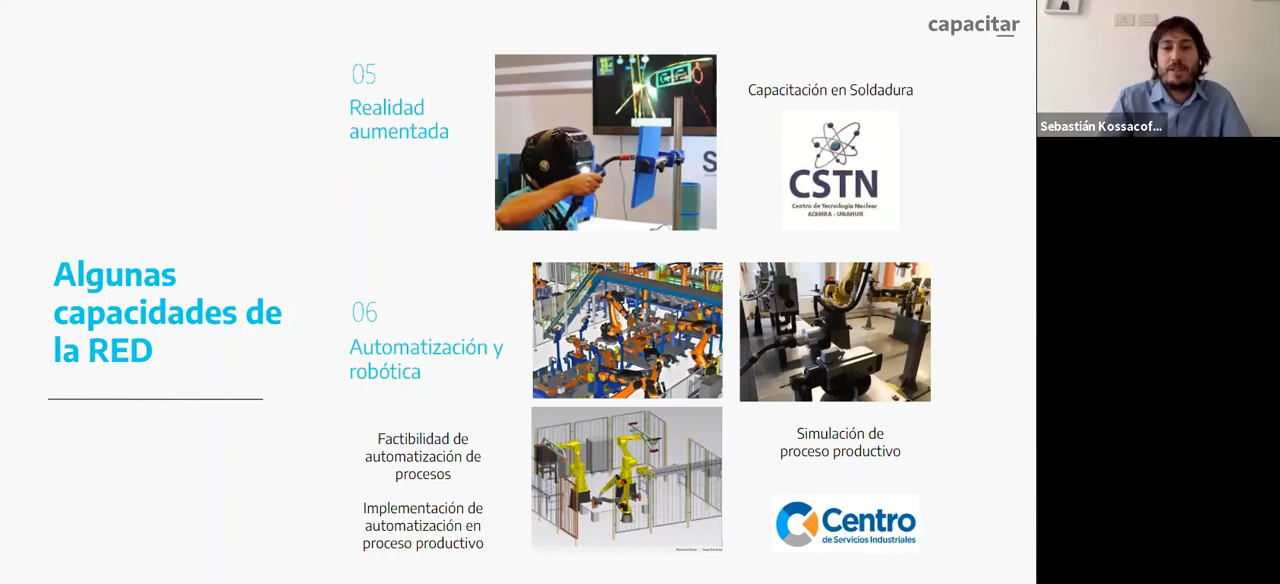 capacitar
05
Realidad
aumentada
Capacitación en Soldadura
CSTN
Centro de Tecnología Nuclear
ADIMRA - UNAHUR
Sebastián Kossacof...
Algunas
capacidades de
la RED
06
Automatización y
robótica
Factibilidad de
automatización de
procesos
Implementación de
automatización en
proceso productivo
Simulación de
proceso productivo
Centro
de Servicios Industriales